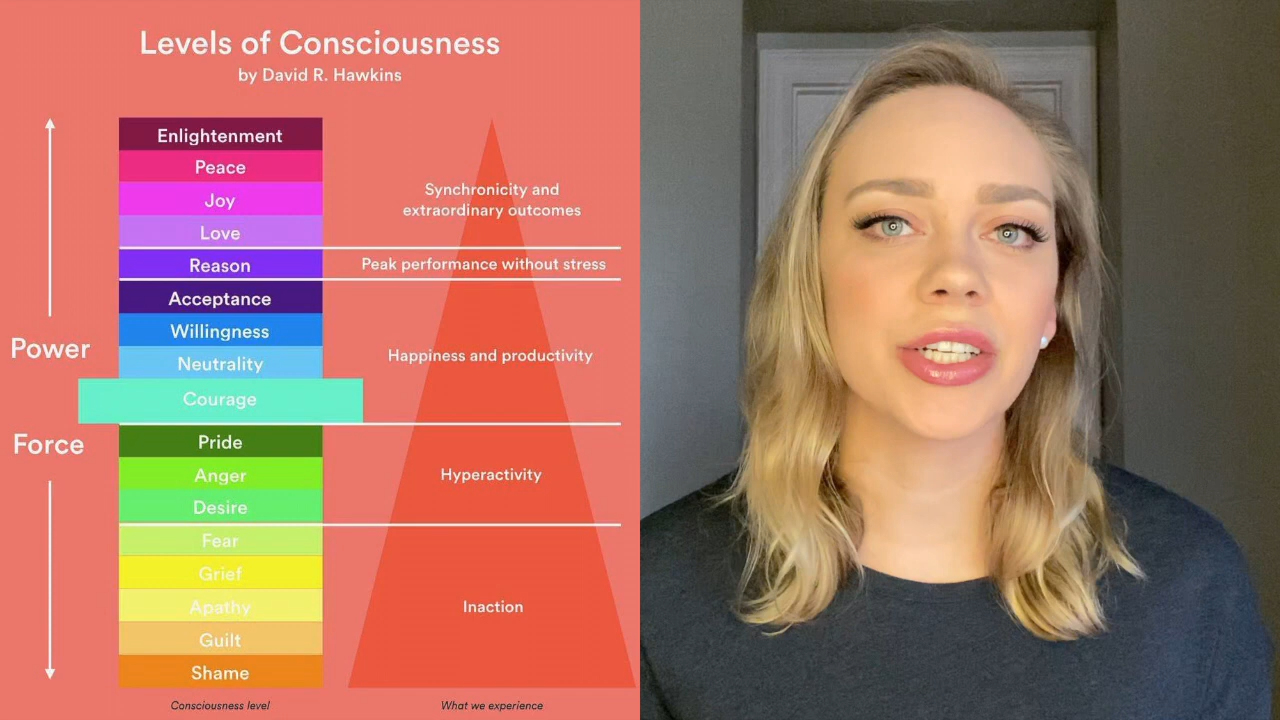 Levels of Consciousness
by David R. Hawkins
Enlightenment
Peace
Joy
Love
Reason
Acceptance
Willingness
Neutrality
Courage
Pride
Anger
Desire
Fear
Grief
Apathy
Guilt
Shame
Power
Force
Synchronicity and
extraordinary outcomes
Peak performance without stress
Happiness and productivity
Hyperactivity
Inaction
Consciousness level
What we experience